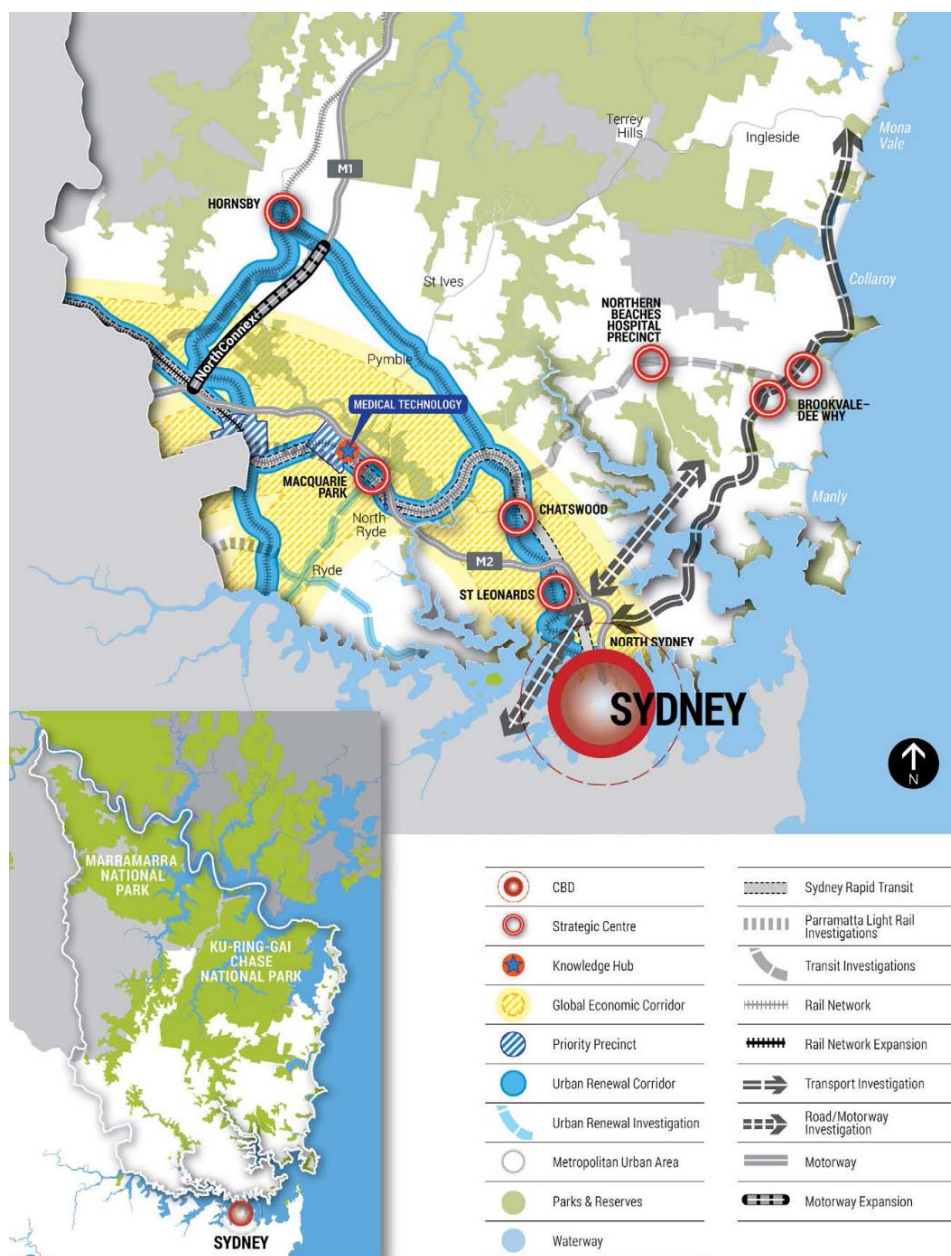 Terrey
Hills
Ingleside
Mona
Vale
M1
HORNSBY
St Ives
Collaroy
NORTHERN
BEACHES
HOSPITAL
PRECINCT
NorthConnex
Pymble
MEDICAL TECHNOLOGY
BROOKVALE–
DEE WHY
MACQUARIE
PARK
CHATSWOOD
Manly
North
Ryde
M2
Ryde
ST LEONARDS
NORTH SYDNEY
SYDNEY
N
MARRAMARRA
NATIONAL
PARK
KU-RING-GAI
CHASE
NATIONAL PARK
SYDNEY
CBD
Strategic Centre
Knowledge Hub
Global Economic Corridor
Priority Precinct
Urban Renewal Corridor
Urban Renewal Investigation
Metropolitan Urban Area
Parks & Reserves
Waterway
Sydney Rapid Transit
Parramatta Light Rail
Investigations
Transit Investigations
Rail Network
Rail Network Expansion
Transport Investigation
Road/Motorway
Investigation
Motorway
Motorway Expansion